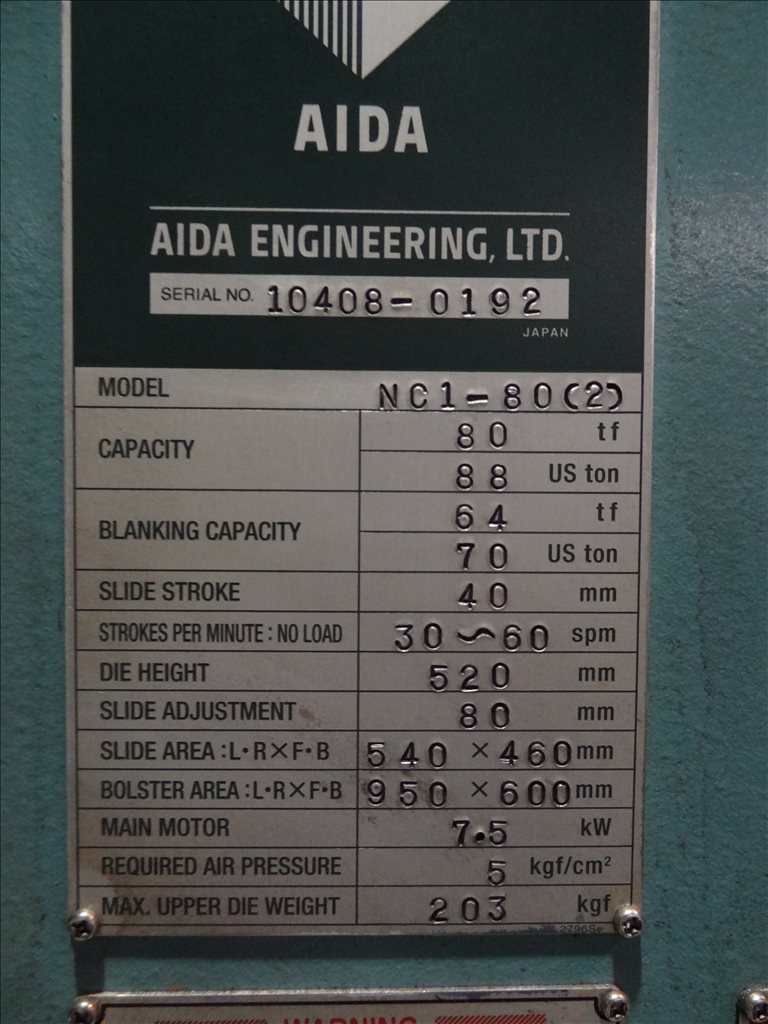 AIDA
AIDA ENGINEERING, LTD.
SERIAL NO. 10408-0192
JAPAN
MODEL NC1-80(2)
CAPACITY 80 tf
88 US ton
BLANKING CAPACITY 64 tf
70 US ton
SLIDE STROKE 40 mm
STROKES PER MINUTE : NO LOAD 30~60 spm
DIE HEIGHT 520 mm
SLIDE ADJUSTMENT 80 mm
SLIDE AREA :L・R×F・B 540 × 460 mm
BOLSTER AREA :L・R×F・B 950 × 600 mm
MAIN MOTOR 7.5 kW
REQUIRED AIR PRESSURE 5 kgf/cm²
MAX. UPPER DIE WEIGHT 203 kgf
WARNING